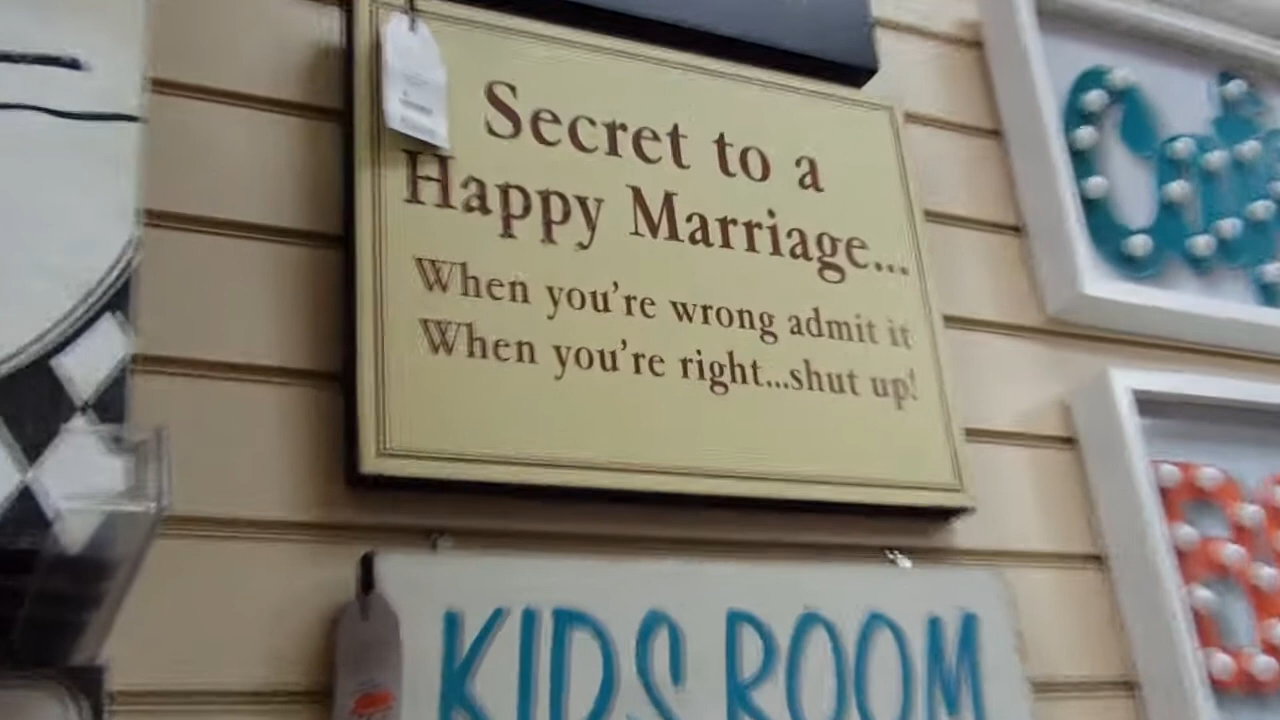 Secret to a
Happy Marriage...
When you're wrong admit it
When you're right...shut up!
KIDS ROOM